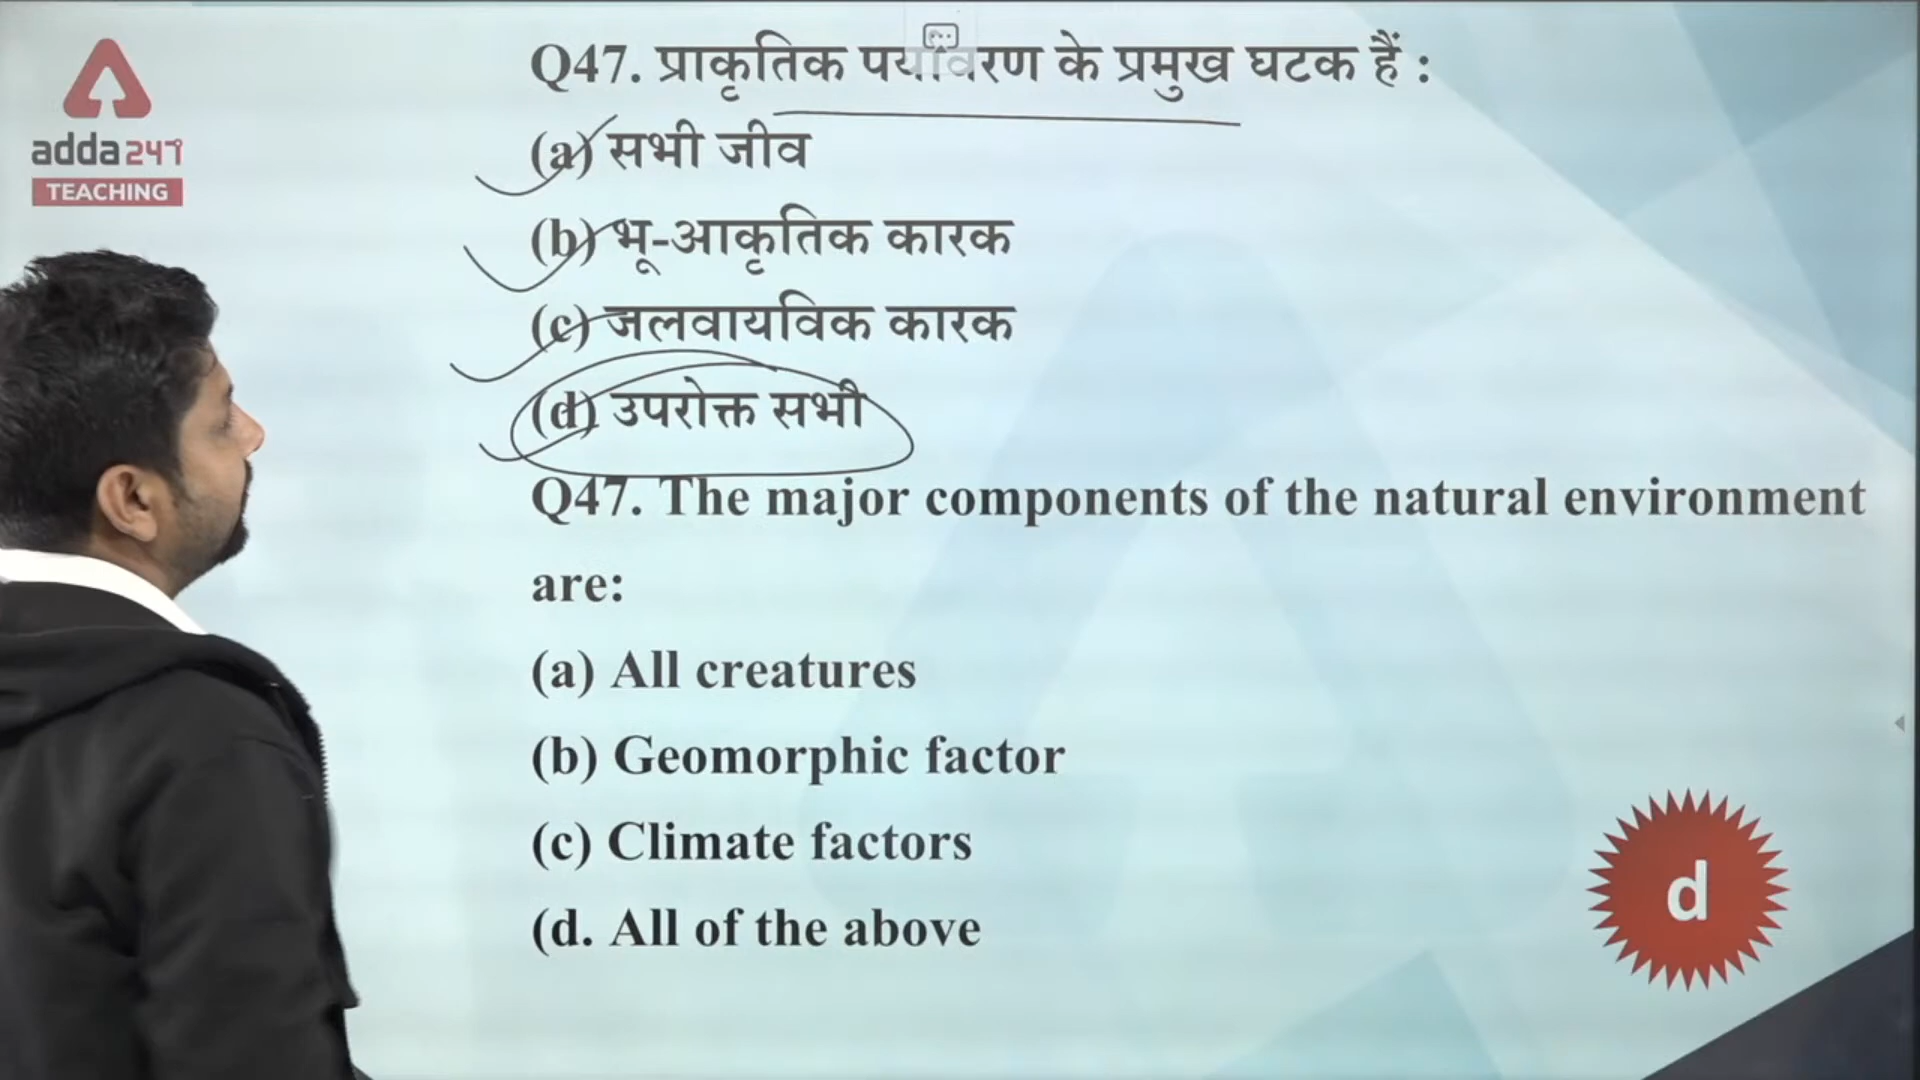 adda247
TEACHING
Q47. प्राकृतिक पर्यावरण के प्रमुख घटक हैं :
(a) सभी जीव
(b) भू-आकृतिक कारक
(c) जलवायविक कारक
(d) उपरोक्त सभी
Q47. The major components of the natural environment
are:
(a) All creatures
(b) Geomorphic factor
(c) Climate factors
(d. All of the above
d